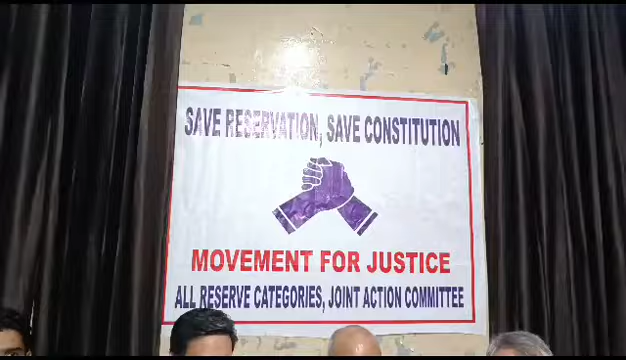 SAVE RESERVATION, SAVE CONSTITUTION
MOVEMENT FOR JUSTICE
ALL RESERVE CATEGORIES, JOINT ACTION COMMITTEE